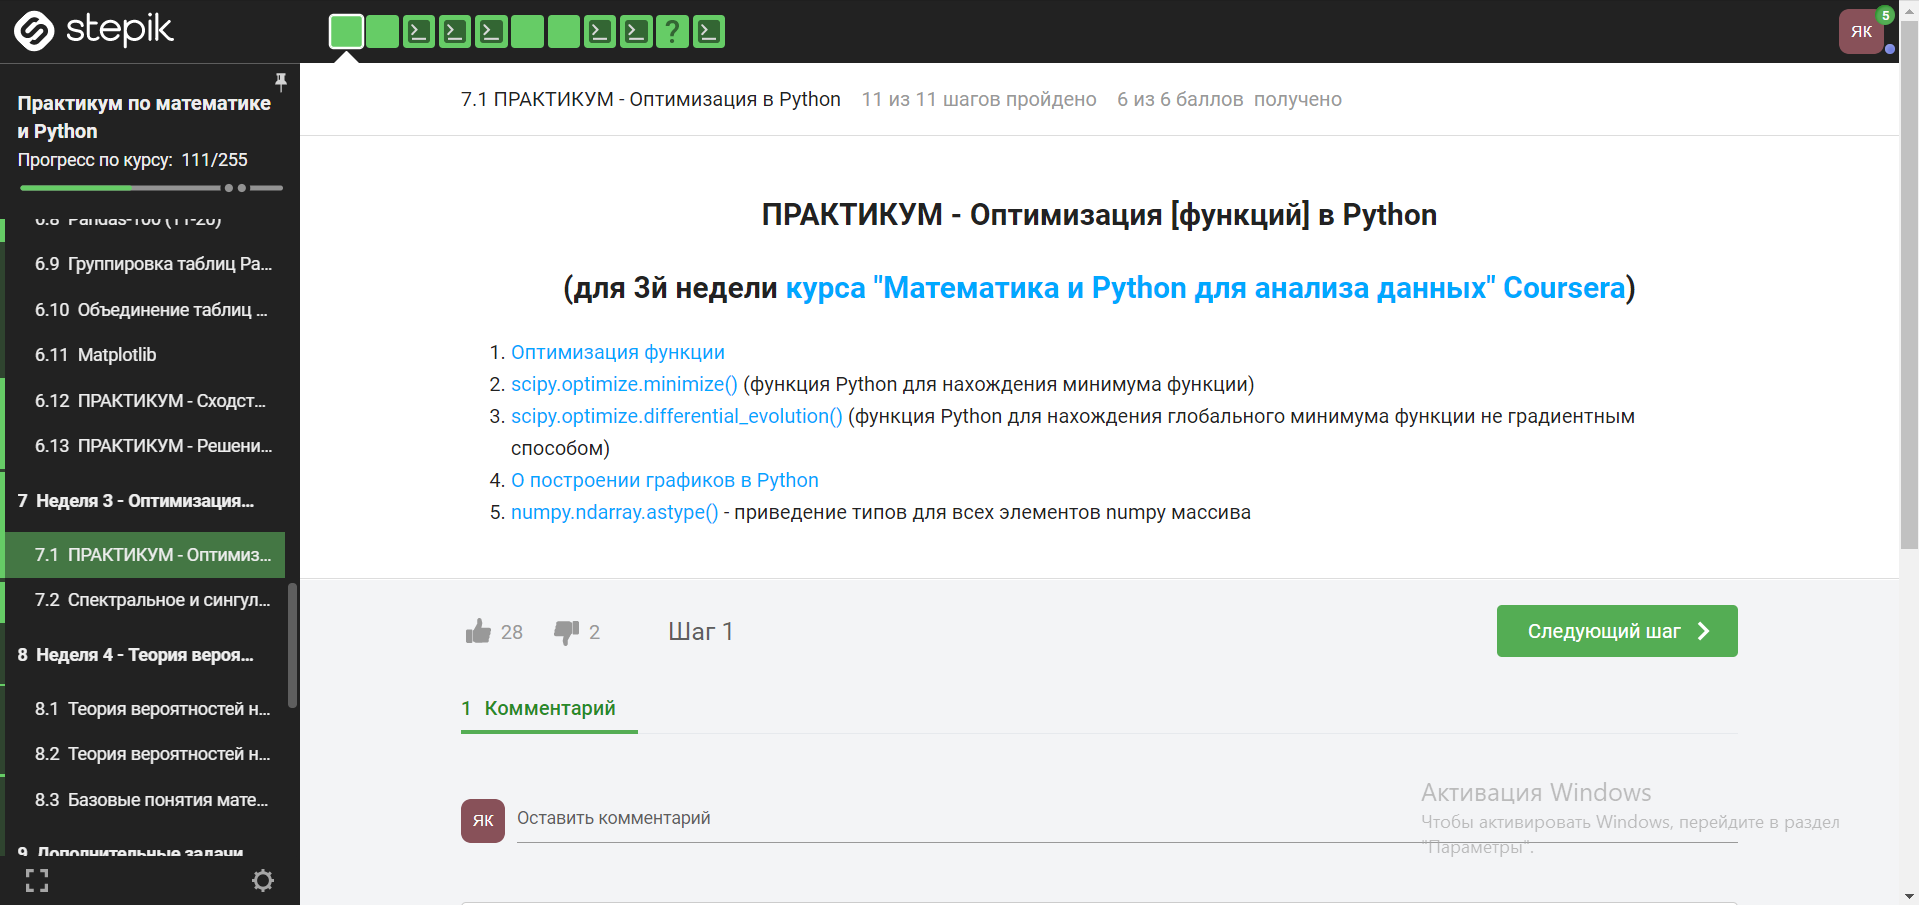 stepik
?
5
ЯК
Практикум по математике
и Python
Прогресс по курсу: 111/255
6.8 Pandas-100 (11-20)
6.9 Группировка таблиц Pa...
6.10 Объединение таблиц ...
6.11 Matplotlib
6.12 ПРАКТИКУМ - Сходст...
6.13 ПРАКТИКУМ - Решени...
7 Неделя 3 - Оптимизация...
7.1 ПРАКТИКУМ - Оптимиз...
7.2 Спектральное и сингул...
8 Неделя 4 - Теория вероя...
8.1 Теория вероятностей н...
8.2 Теория вероятностей н...
8.3 Базовые понятия мате...
9 Дополнительные задачи
7.1 ПРАКТИКУМ - Оптимизация в Python 11 из 11 шагов пройдено 6 из 6 баллов получено
ПРАКТИКУМ - Оптимизация [функций] в Python
(для 3й недели курса "Математика и Python для анализа данных" Coursera)
1. Оптимизация функции
2. scipy.optimize.minimize() (функция Python для нахождения минимума функции)
3. scipy.optimize.differential_evolution() (функция Python для нахождения глобального минимума функции не градиентным
способом)
4. О построении графиков в Python
5. numpy.ndarray.astype() - приведение типов для всех элементов numpy массива
28 2 Шаг 1 Следующий шаг
1 Комментарий
ЯК Оставить комментарий
Активация Windows
Чтобы активировать Windows, перейдите в раздел
"Параметры".